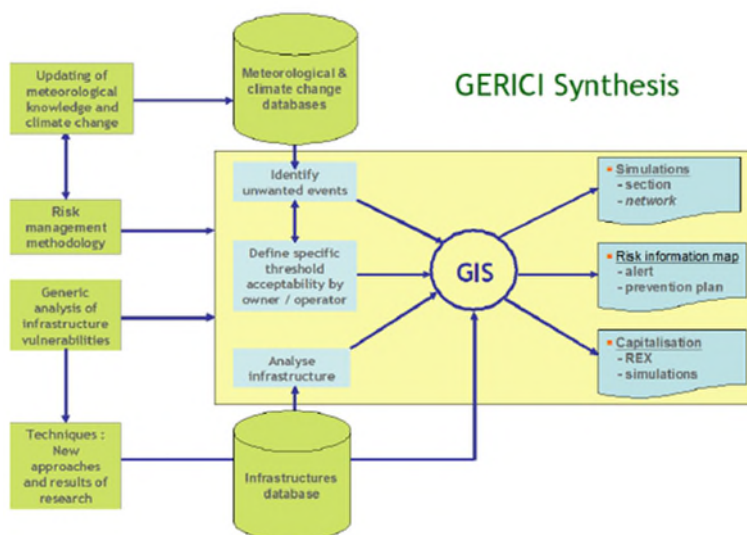 GERICI Synthesis
Updating of
meteorological
knowledge and
climate change
Meteorological &
climate change
databases
Risk
management
methodology
Generic
analysis of
infrastructure
vulnerabilities
Techniques :
New
approaches
and results of
research
Identify
unwanted events
Define specific
threshold
acceptability by
owner / operator
Analyse
infrastructure
Infrastructures
database
GIS
Simulations
- section
- network
Risk information map
- alert
- prevention plan
Capitalisation
- REX
- simulations